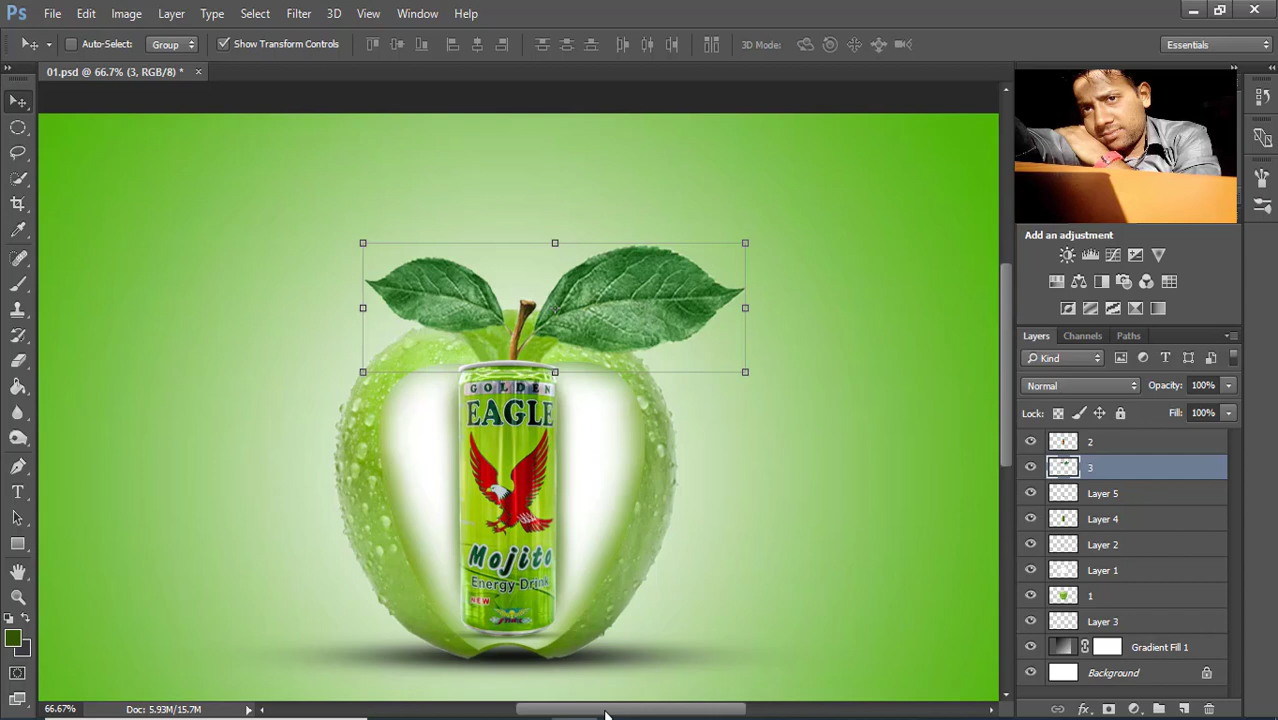 Ps File Edit Image Layer Type Select Filter 3D View Window Help
Auto-Select: Group Show Transform Controls 3D Mode: Essentials
01.psd @ 66.7% (3, RGB/8) * ×
Add an adjustment
Layers Channels Paths
Kind
Normal Opacity: 100%
Lock: Fill: 100%
2
3
Layer 5
Layer 4
Layer 2
Layer 1
1
Layer 3
Gradient Fill 1
Background
GOLDEN
EAGLE
Mojito
Energy Drink
NEW
66.67% Doc: 5.93M/15.7M